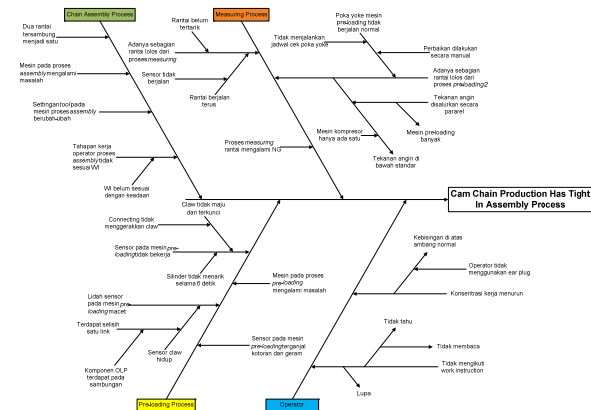 Chain Assembly Process
Measuring Process
Dua rantai
tersambung
menjadi satu
Mesin pada proses
assembly mengalami
masalah
Settingan tool pada
mesin proses assembly
berubah-ubah
Tahapan kerja
operator proses
assembly tidak
sesuai WI
WI belum sesuai
dengan keadaan
Rantai belum
tertarik
Adanya sebagian
rantai lolos dari
proses measuring
Sensor tidak
berjalan
Rantai berjalan
terus
Proses measuring
rantai mengalami NG
Poka yoke mesin
pre-loading tidak
berjalan normal
Tidak menjalankan
jadwal cek poka yoke
Perbaikan dilakukan
secara manual
Adanya sebagian
rantai lolos dari
proses pre-loading2
Tekanan angin
disalurkan secara
pararel
Mesin pre-loading
banyak
Mesin kompresor
hanya ada satu
Tekanan angin di
bawah standar
Cam Chain Production Has Tight
In Assembly Process
Claw tidak maju
dan terkunci
Connecting tidak
menggerakkan claw
Sensor pada mesin pre-
loading tidak bekerja
Silinder tidak menarik
selama 6 detik
Mesin pada proses
pre-loading
mengalami masalah
Lidah sensor
pada mesin pre-
loading macet
Terdapat selisih
satu link
Sensor claw
hidup
Komponen OLP
terdapat pada
sambungan
Sensor pada mesin
pre-loading terganjal
kotoran dan geram
Kebisingan di atas
ambang normal
Operator tidak
menggunakan ear plug
Konsentrasi kerja menurun
Tidak tahu
Tidak membaca
Tidak mengikuti
work instruction
Lupa
Pre-loading Process
Operator